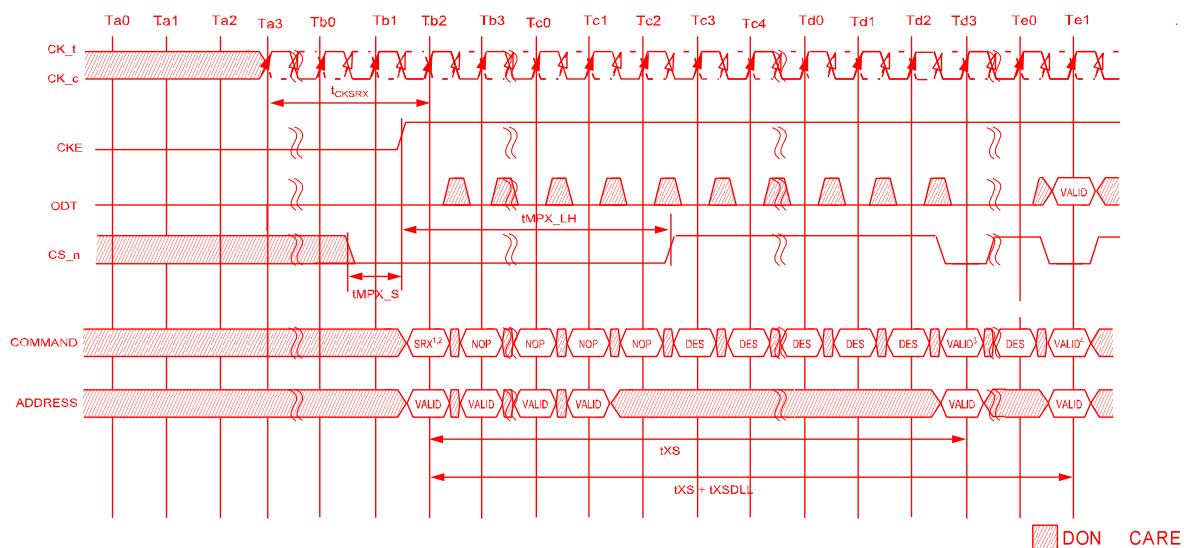 Ta0 Ta1 Ta2 Ta3 Tb0 Tb1 Tb2 Tb3 Tc0 Tc1 Tc2 Tc3 Tc4 Td0 Td1 Td2 Td3 Te0 Te1
CK_t
CK_c
tCKSRX
CKE
ODT VALID
tMPX_LH
CS_n
tMPX_S
COMMAND SRX1,2 NOP NOP NOP NOP DES DES DES DES DES VALID3 DES VALID4
ADDRESS VALID VALID VALID VALID VALID VALID
tXS
tXS + tXSDLL
DON CARE